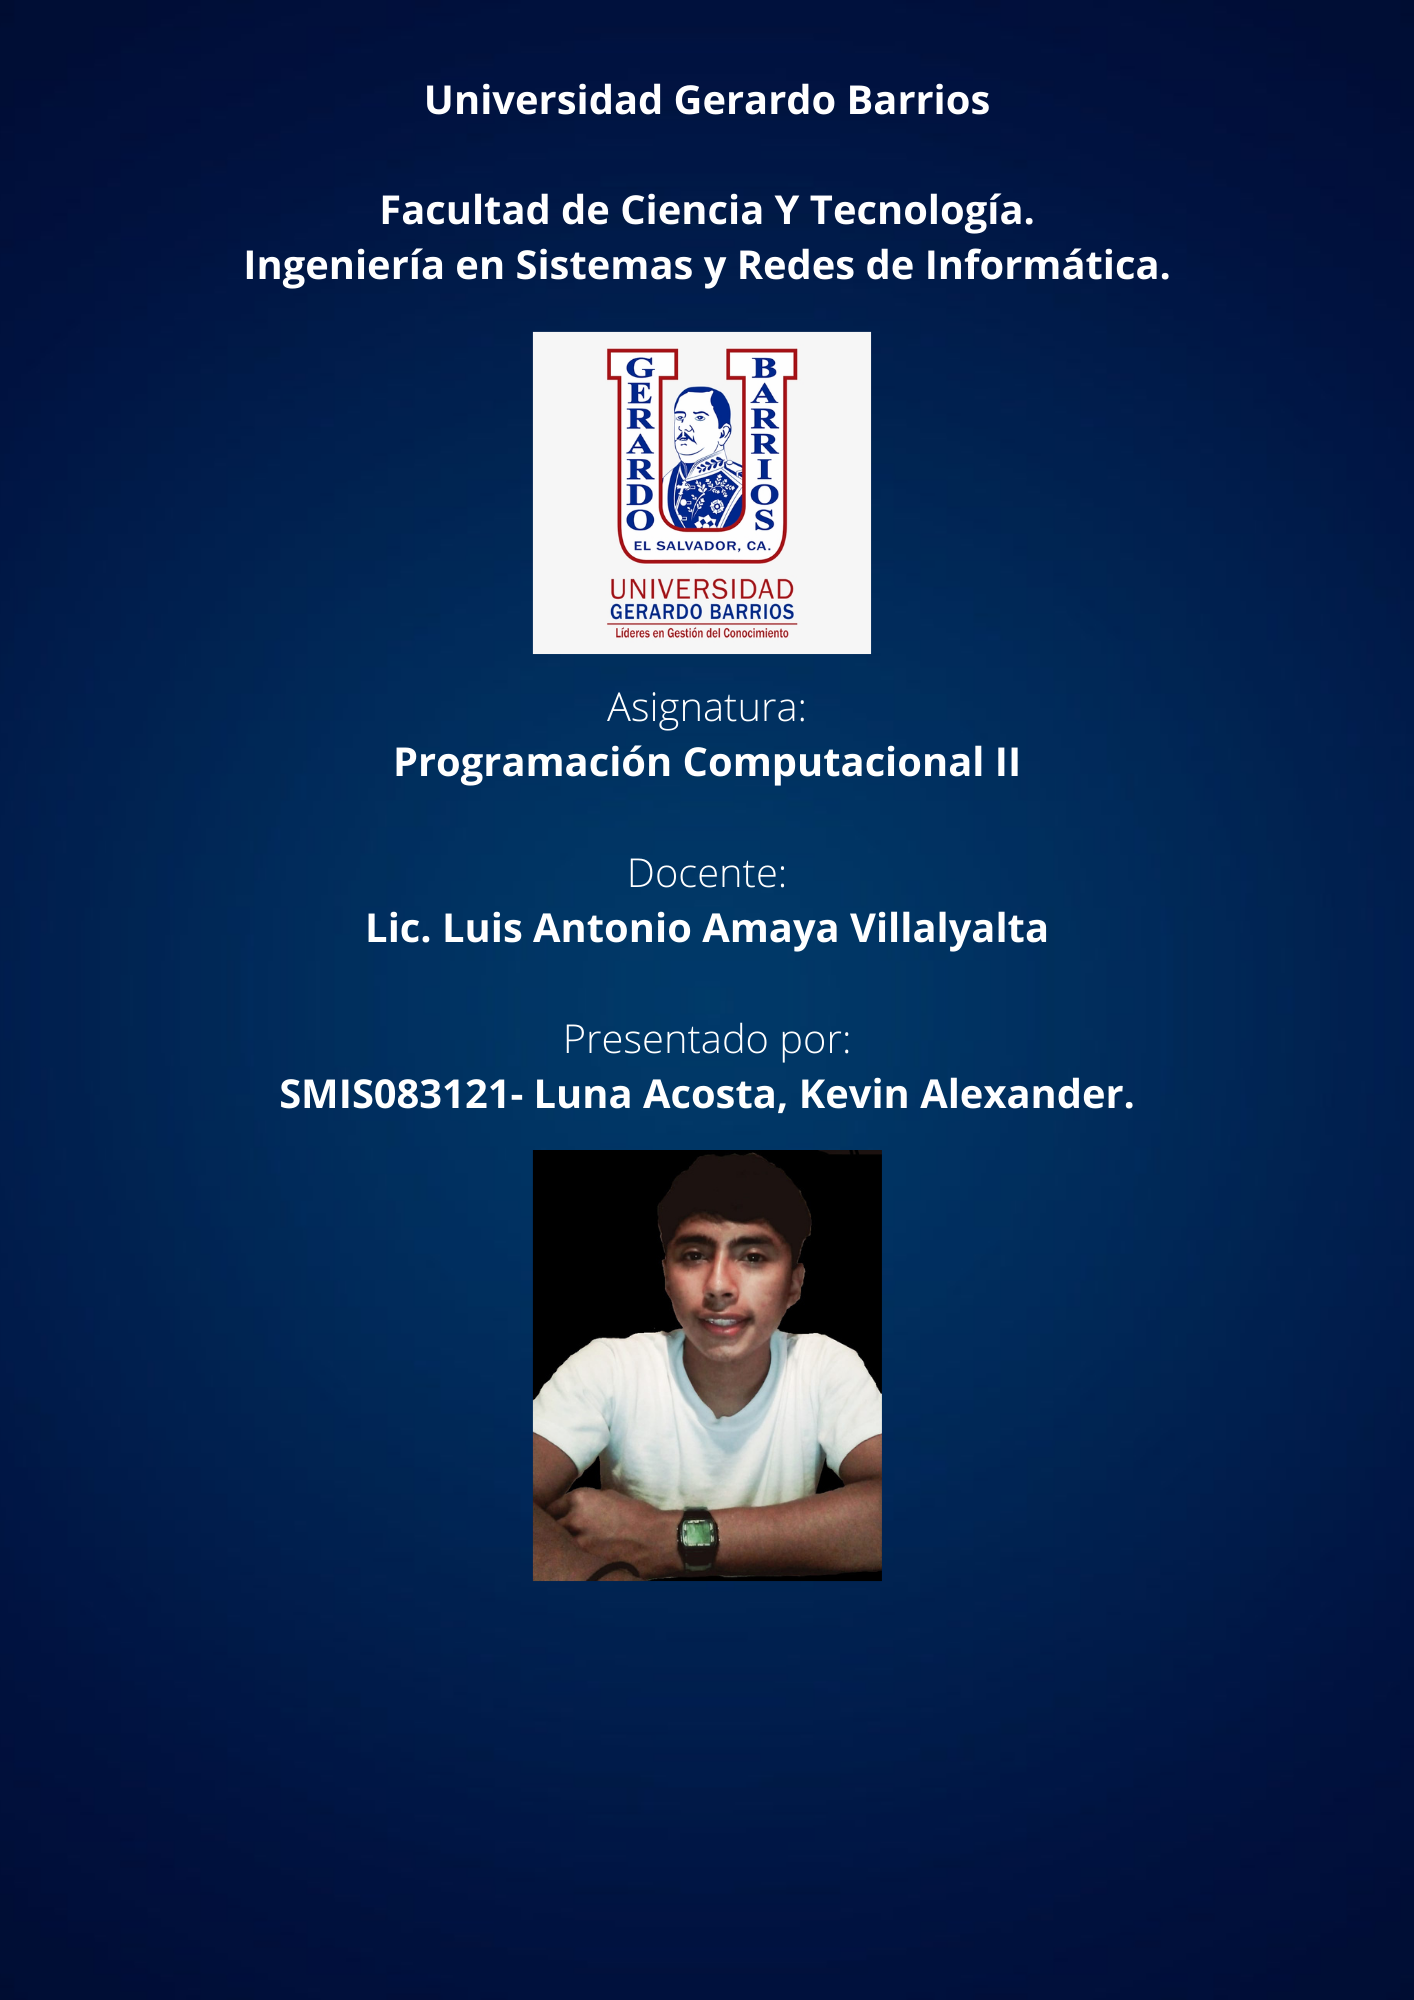 Universidad Gerardo Barrios
Facultad de Ciencia Y Tecnología.
Ingeniería en Sistemas y Redes de Informática.
GERARDO
BARRIOS
EL SALVADOR, CA.
UNIVERSIDAD
GERARDO BARRIOS
Líderes en Gestión del Conocimiento
Asignatura:
Programación Computacional II
Docente:
Lic. Luis Antonio Amaya Villalyalta
Presentado por:
SMIS083121- Luna Acosta, Kevin Alexander.